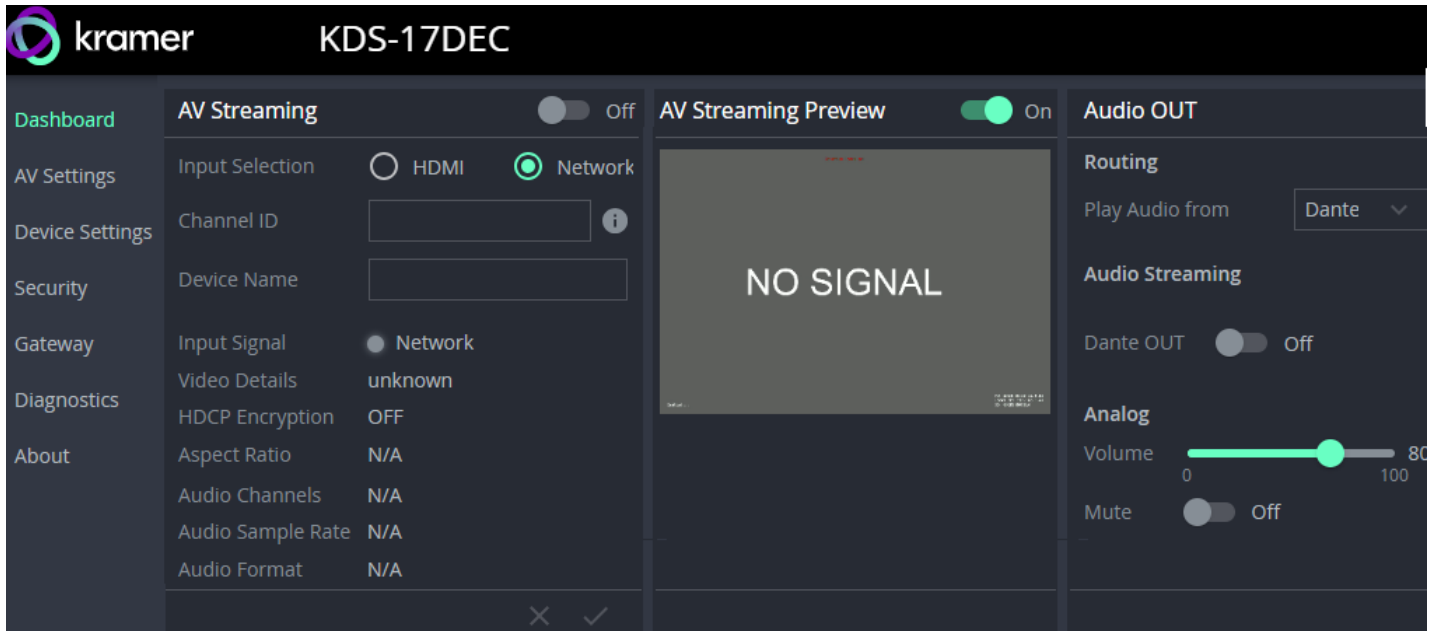 kramer KDS-17DEC
Dashboard
AV Settings
Device Settings
Security
Gateway
Diagnostics
About
AV Streaming Off
Input Selection HDMI Network
Channel ID
Device Name
Input Signal Network
Video Details unknown
HDCP Encryption OFF
Aspect Ratio N/A
Audio Channels N/A
Audio Sample Rate N/A
Audio Format N/A
AV Streaming Preview On
NO SIGNAL
Audio OUT
Routing
Play Audio from Dante
Audio Streaming
Dante OUT Off
Analog
Volume 80
0 100
Mute Off